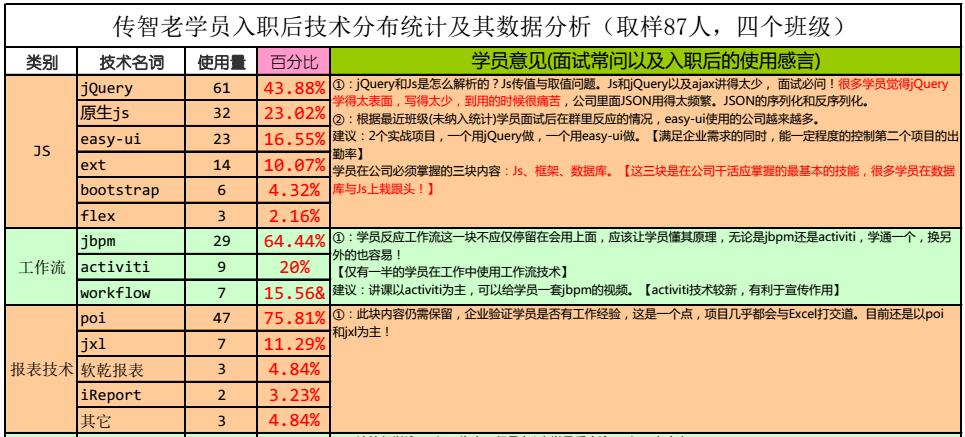 传智老学员入职后技术分布统计及其数据分析（取样87人，四个班级）
类别 技术名词 使用量 百分比 学员意见(面试常问以及入职后的使用感言)
JS
jQuery 61 43.88%
原生js 32 23.02%
easy-ui 23 16.55%
ext 14 10.07%
bootstrap 6 4.32%
flex 3 2.16%
①：jQuery和Js是怎么解析的？Js传值与取值问题。Js和jQuery以及ajax讲得太少， 面试必问！很多学员觉得jQuery
学得太表面，写得太少，到用的时候很痛苦，公司里面JSON用得太频繁。JSON的序列化和反序列化。
②：根据最近班级(未纳入统计)学员面试后在群里反应的情况，easy-ui使用的公司越来越多。
建议：2个实战项目，一个用jQuery做，一个用easy-ui做。【满足企业需求的同时，能一定程度的控制第二个项目的出
勤率】
学员在公司必须掌握的三块内容：Js、框架、数据库。【这三块是在公司干活应掌握的最基本的技能，很多学员在数据
库与Js上栽跟头！】
工作流
jbpm 29 64.44%
activiti 9 20%
workflow 7 15.56&
①：学员反应工作流这一块不应仅停留在会用上面，应该让学员懂其原理，无论是jbpm还是activiti，学通一个，换另
外的也容易！
【仅有一半的学员在工作中使用工作流技术】
建议：讲课以activiti为主，可以给学员一套jbpm的视频。【activiti技术较新，有利于宣传作用】
报表技术
poi 47 75.81%
jxl 7 11.29%
软乾报表 3 4.84%
iReport 2 3.23%
其它 3 4.84%
①：此块内容仍需保留，企业验证学员是否有工作经验，这是一个点，项目几乎都会与Excel打交道。目前还是以poi
和jxl为主！